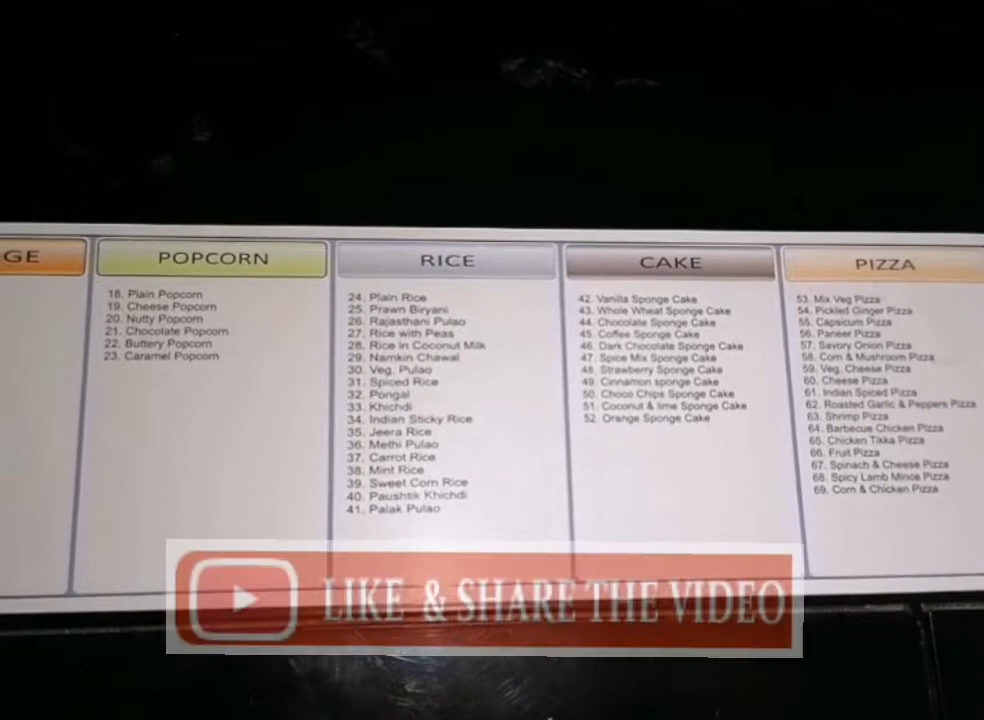 GE
POPCORN
18. Plain Popcorn
19. Cheese Popcorn
20. Nutty Popcorn
21. Chocolate Popcorn
22. Buttery Popcorn
23. Caramel Popcorn
RICE
24. Plain Rice
25. Prawn Biryani
26. Rajasthani Pulao
27. Rice with Peas
28. Rice in Coconut Milk
29. Namkin Chawal
30. Veg. Pulao
31. Spiced Rice
32. Pongal
33. Khichdi
34. Indian Sticky Rice
35. Jeera Rice
36. Methi Pulao
37. Carrot Rice
38. Mint Rice
39. Sweet Corn Rice
40. Paushtik Khichdi
41. Palak Pulao
CAKE
42. Vanilla Sponge Cake
43. Whole Wheat Sponge Cake
44. Chocolate Sponge Cake
45. Coffee Sponge Cake
46. Dark Chocolate Sponge Cake
47. Spice Mix Sponge Cake
48. Strawberry Sponge Cake
49. Cinnamon sponge Cake
50. Choco Chips Sponge Cake
51. Coconut & lime Sponge Cake
52. Orange Sponge Cake
PIZZA
53. Mix Veg Pizza
54. Pickled Ginger Pizza
55. Capsicum Pizza
56. Paneer Pizza
57. Savory Onion Pizza
58. Corn & Mushroom Pizza
59. Veg. Cheese Pizza
60. Cheese Pizza
61. Indian Spiced Pizza
62. Roasted Garlic & Peppers Pizza
63. Shrimp Pizza
64. Barbecue Chicken Pizza
65. Chicken Tikka Pizza
66. Fruit Pizza
67. Spinach & Cheese Pizza
68. Spicy Lamb Mince Pizza
69. Corn & Chicken Pizza
LIKE & SHARE THE VIDEO